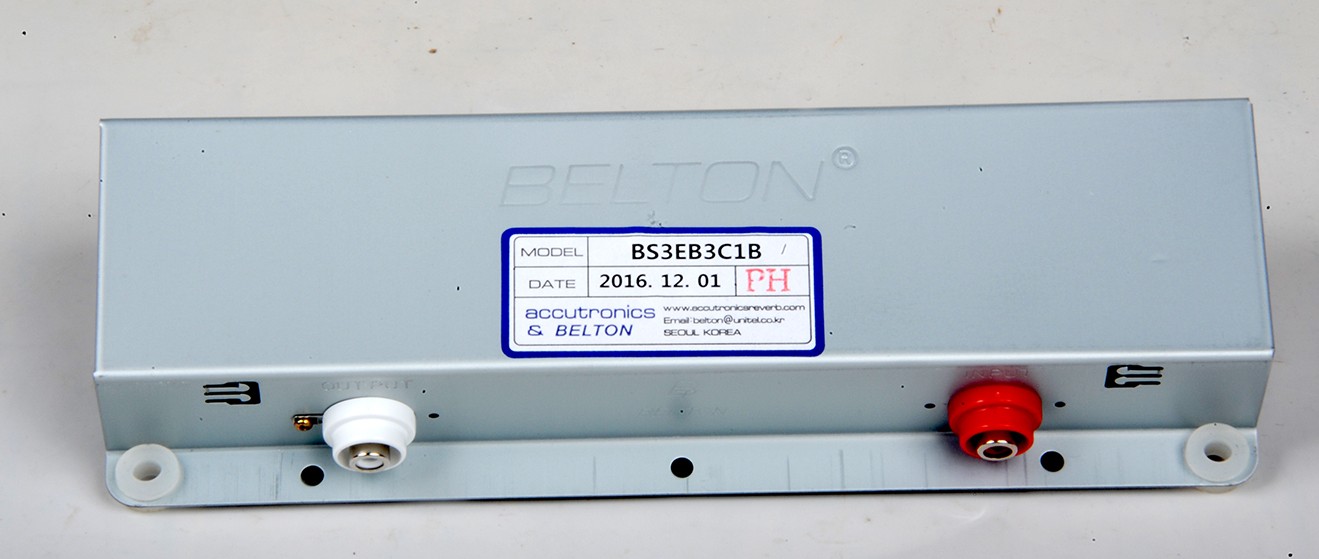 BELTON®
MODEL BS3EB3C1B /
DATE 2016. 12. 01 PH
accutronics
& BELTON
www.accutronicsreverb.com
Email:belton@unitel.co.kr
SEOUL KOREA
OUTPUT